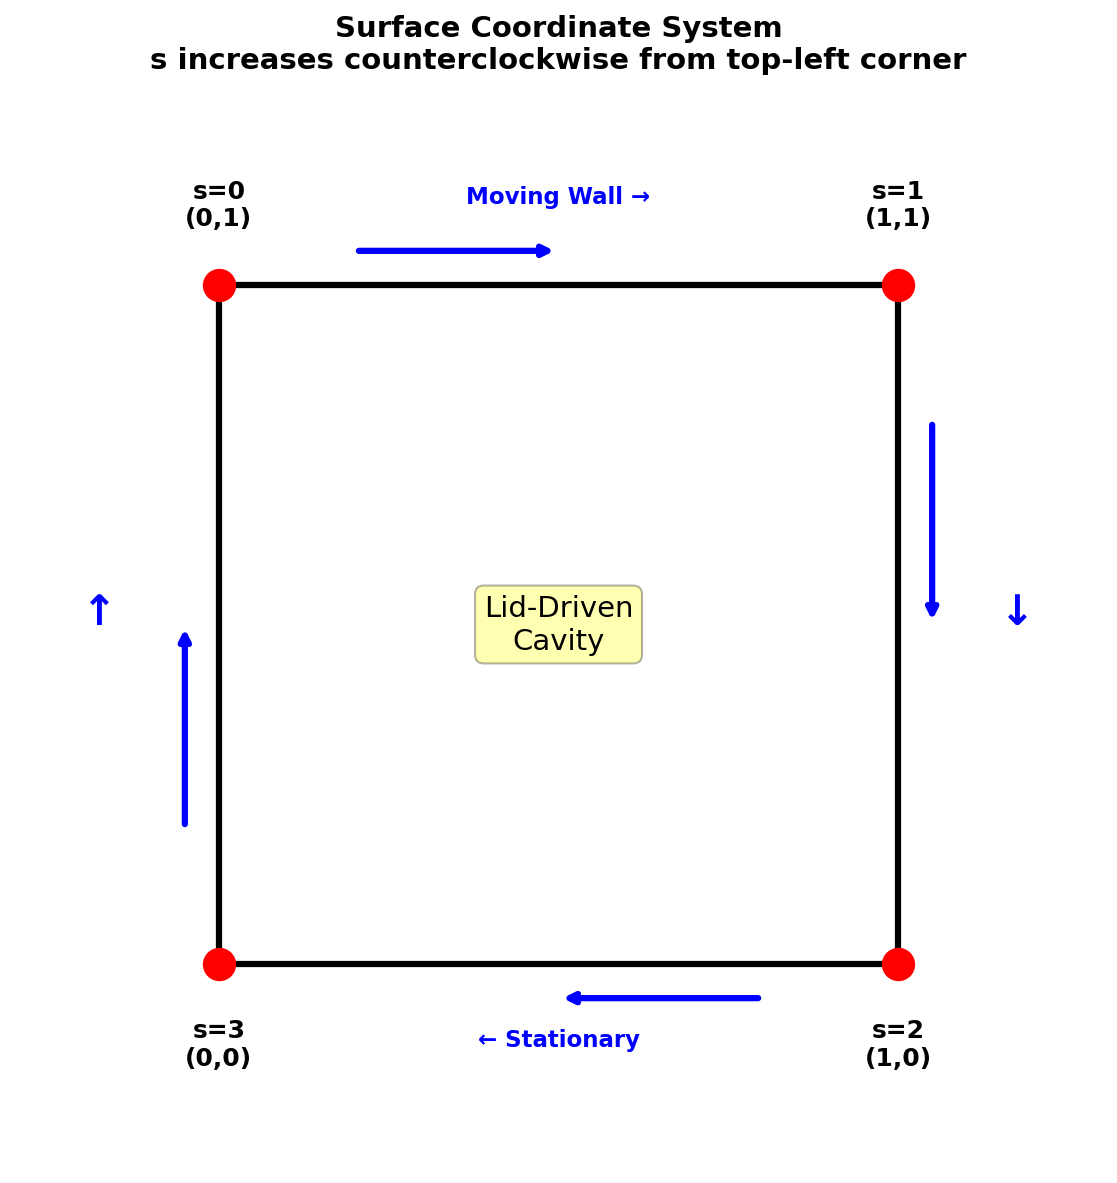 Surface Coordinate System
s increases counterclockwise from top-left corner
s=0
(0,1)
Moving Wall →
s=1
(1,1)
↑
Lid-Driven
Cavity
↓
s=3
(0,0)
← Stationary
s=2
(1,0)